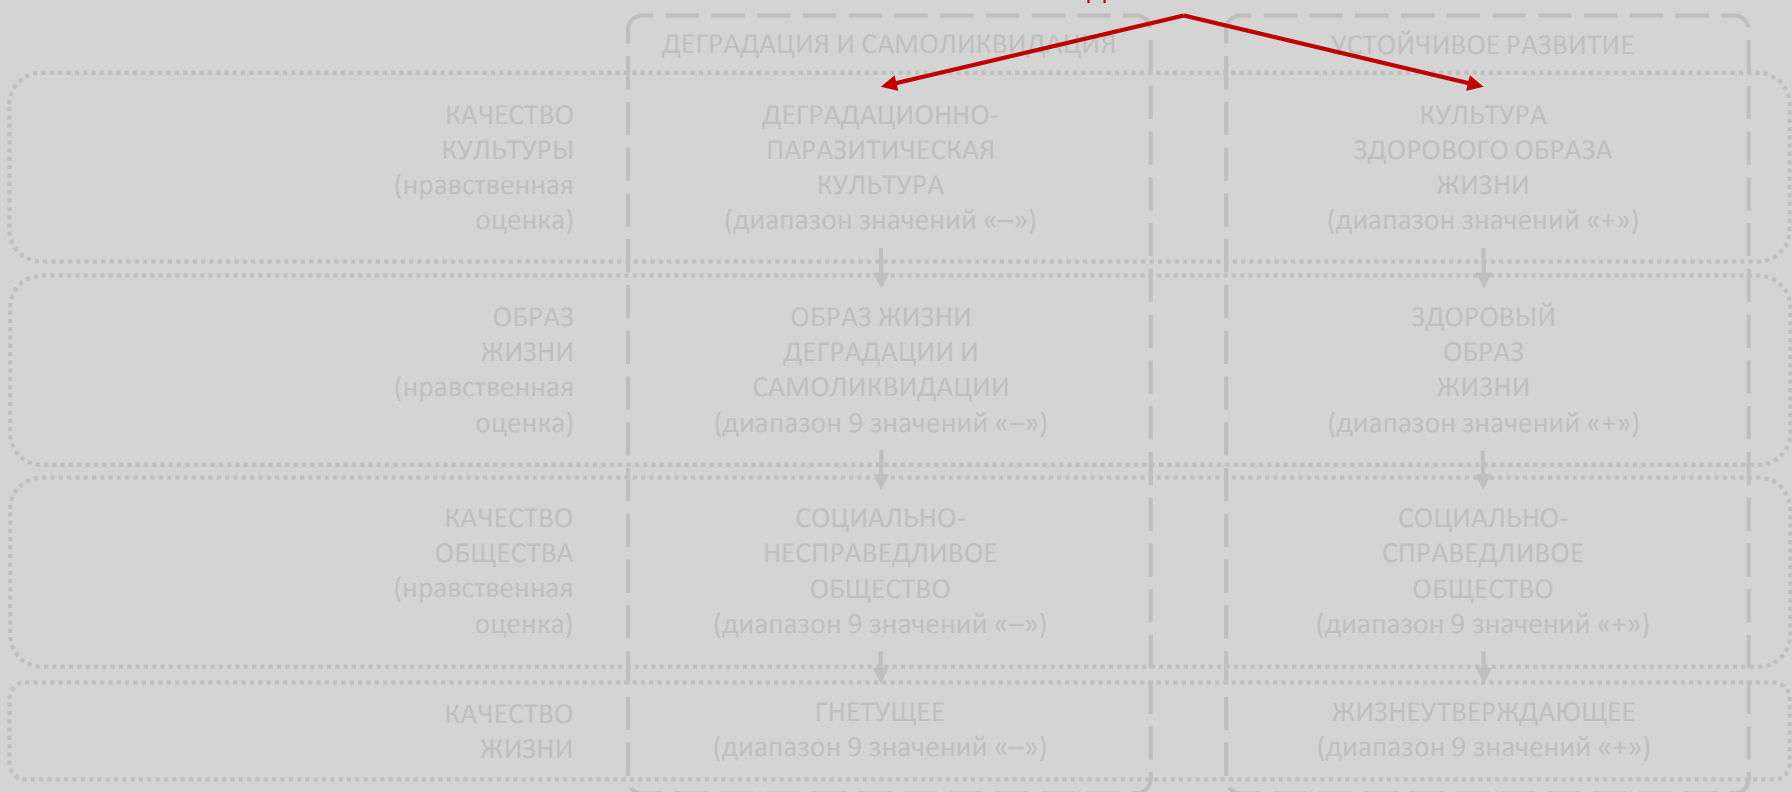 ДЕГРАДАЦИЯ И САМОЛИКВИДАЦИЯ
УСТОЙЧИВОЕ РАЗВИТИЕ
КАЧЕСТВО
КУЛЬТУРЫ
(нравственная
оценка)
ДЕГРАДАЦИОННО-
ПАРАЗИТИЧЕСКАЯ
КУЛЬТУРА
(диапазон значений «–»)
КУЛЬТУРА
ЗДОРОВОГО ОБРАЗА
ЖИЗНИ
(диапазон значений «+»)
ОБРАЗ
ЖИЗНИ
(нравственная
оценка)
ОБРАЗ ЖИЗНИ
ДЕГРАДАЦИИ И
САМОЛИКВИДАЦИИ
(диапазон 9 значений «–»)
ЗДОРОВЫЙ
ОБРАЗ
ЖИЗНИ
(диапазон значений «+»)
КАЧЕСТВО
ОБЩЕСТВА
(нравственная
оценка)
СОЦИАЛЬНО-
НЕСПРАВЕДЛИВОЕ
ОБЩЕСТВО
(диапазон 9 значений «–»)
СОЦИАЛЬНО-
СПРАВЕДЛИВОЕ
ОБЩЕСТВО
(диапазон 9 значений «+»)
КАЧЕСТВО
ЖИЗНИ
ГНЕТУЩЕЕ
(диапазон 9 значений «–»)
ЖИЗНЕУТВЕРЖДАЮЩЕЕ
(диапазон 9 значений «+»)